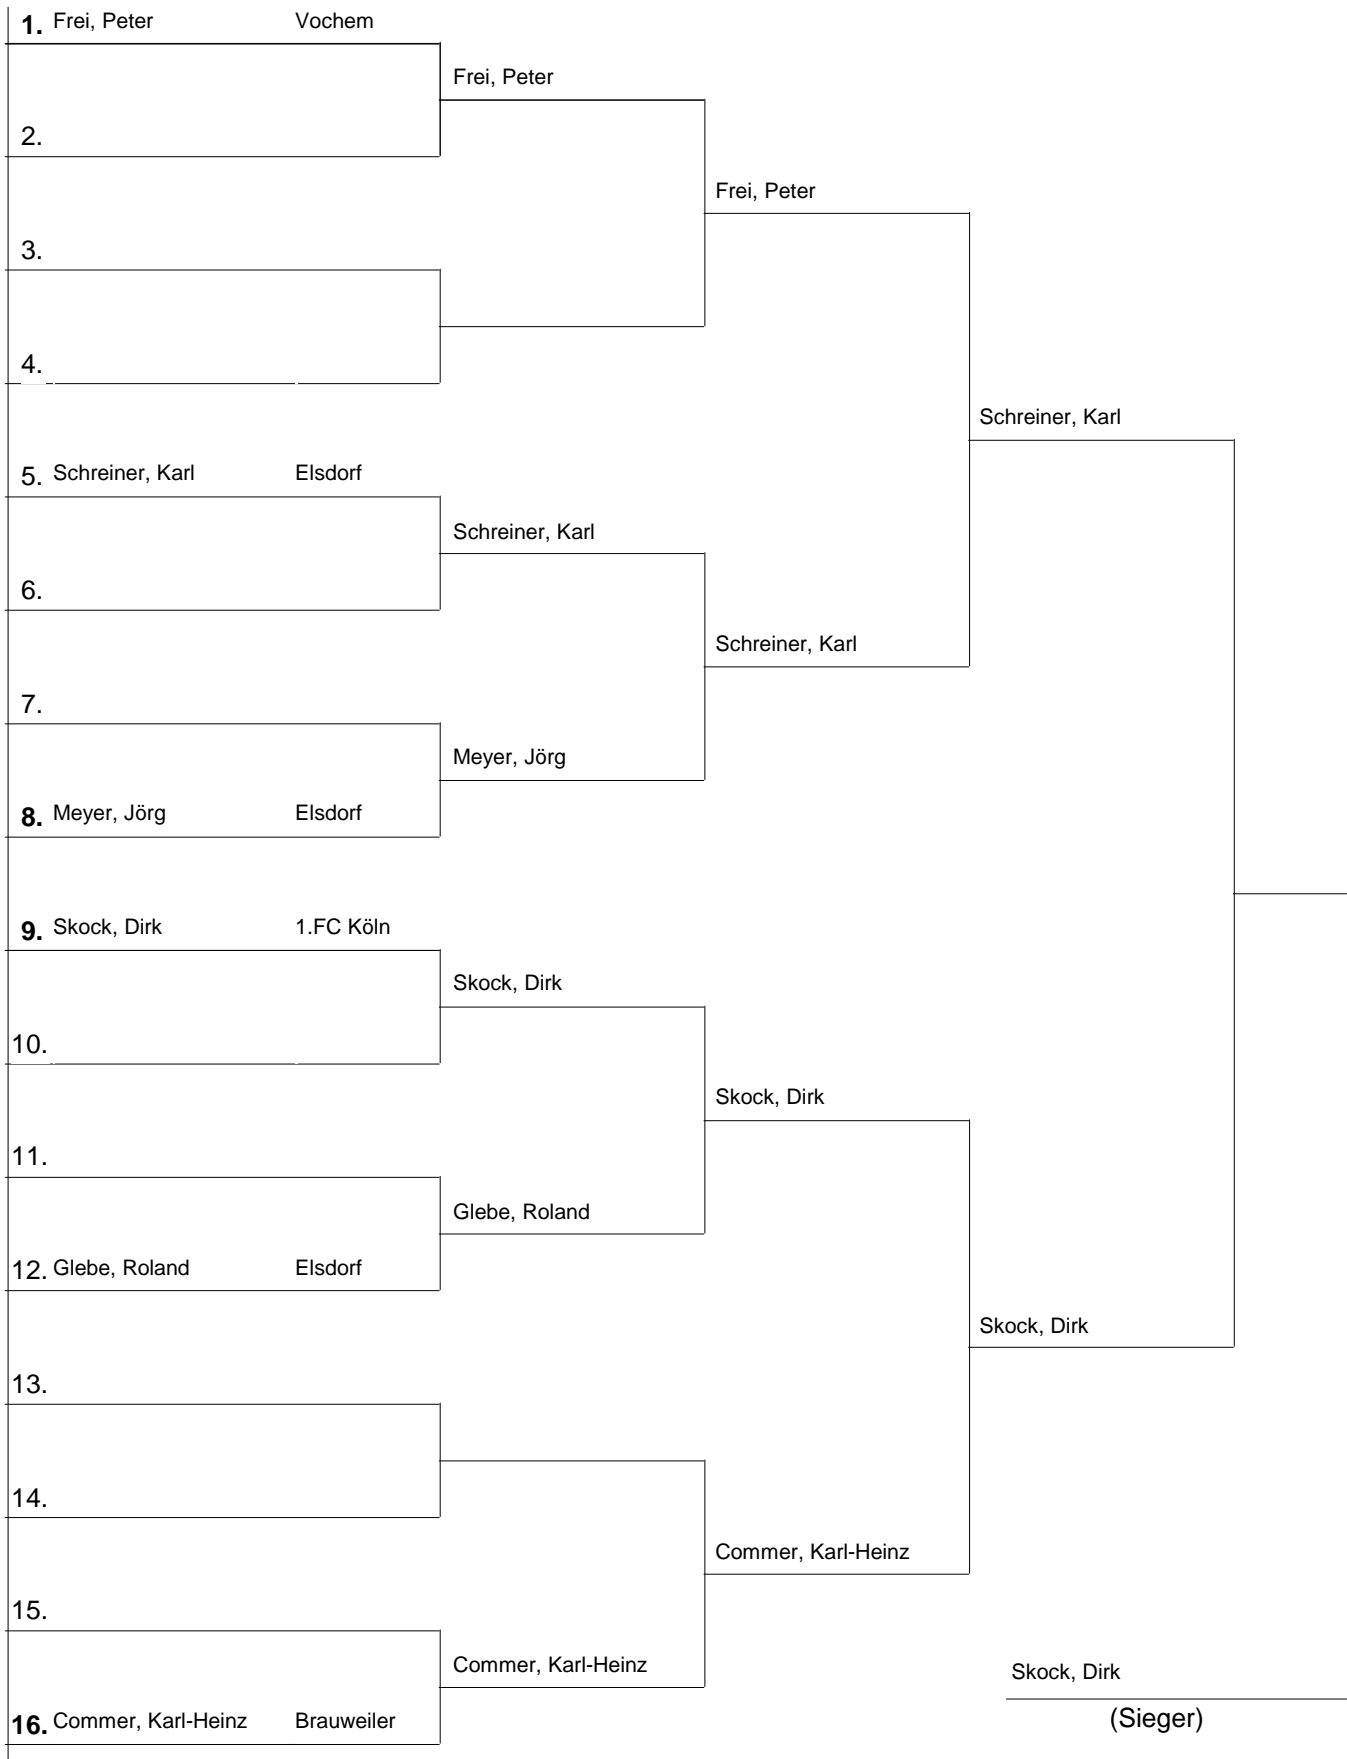 1. Frei, Peter Vochem
Frei, Peter
2.
Frei, Peter
3.
4.
Schreiner, Karl
5. Schreiner, Karl Elsdorf
Schreiner, Karl
6.
Schreiner, Karl
7.
Meyer, Jörg
8. Meyer, Jörg Elsdorf
9. Skock, Dirk 1.FC Köln
Skock, Dirk
10.
Skock, Dirk
11.
Glebe, Roland
12. Glebe, Roland Elsdorf
Skock, Dirk
13.
14.
Commer, Karl-Heinz
15.
Commer, Karl-Heinz
Skock, Dirk
16. Commer, Karl-Heinz Brauweiler
(Sieger)